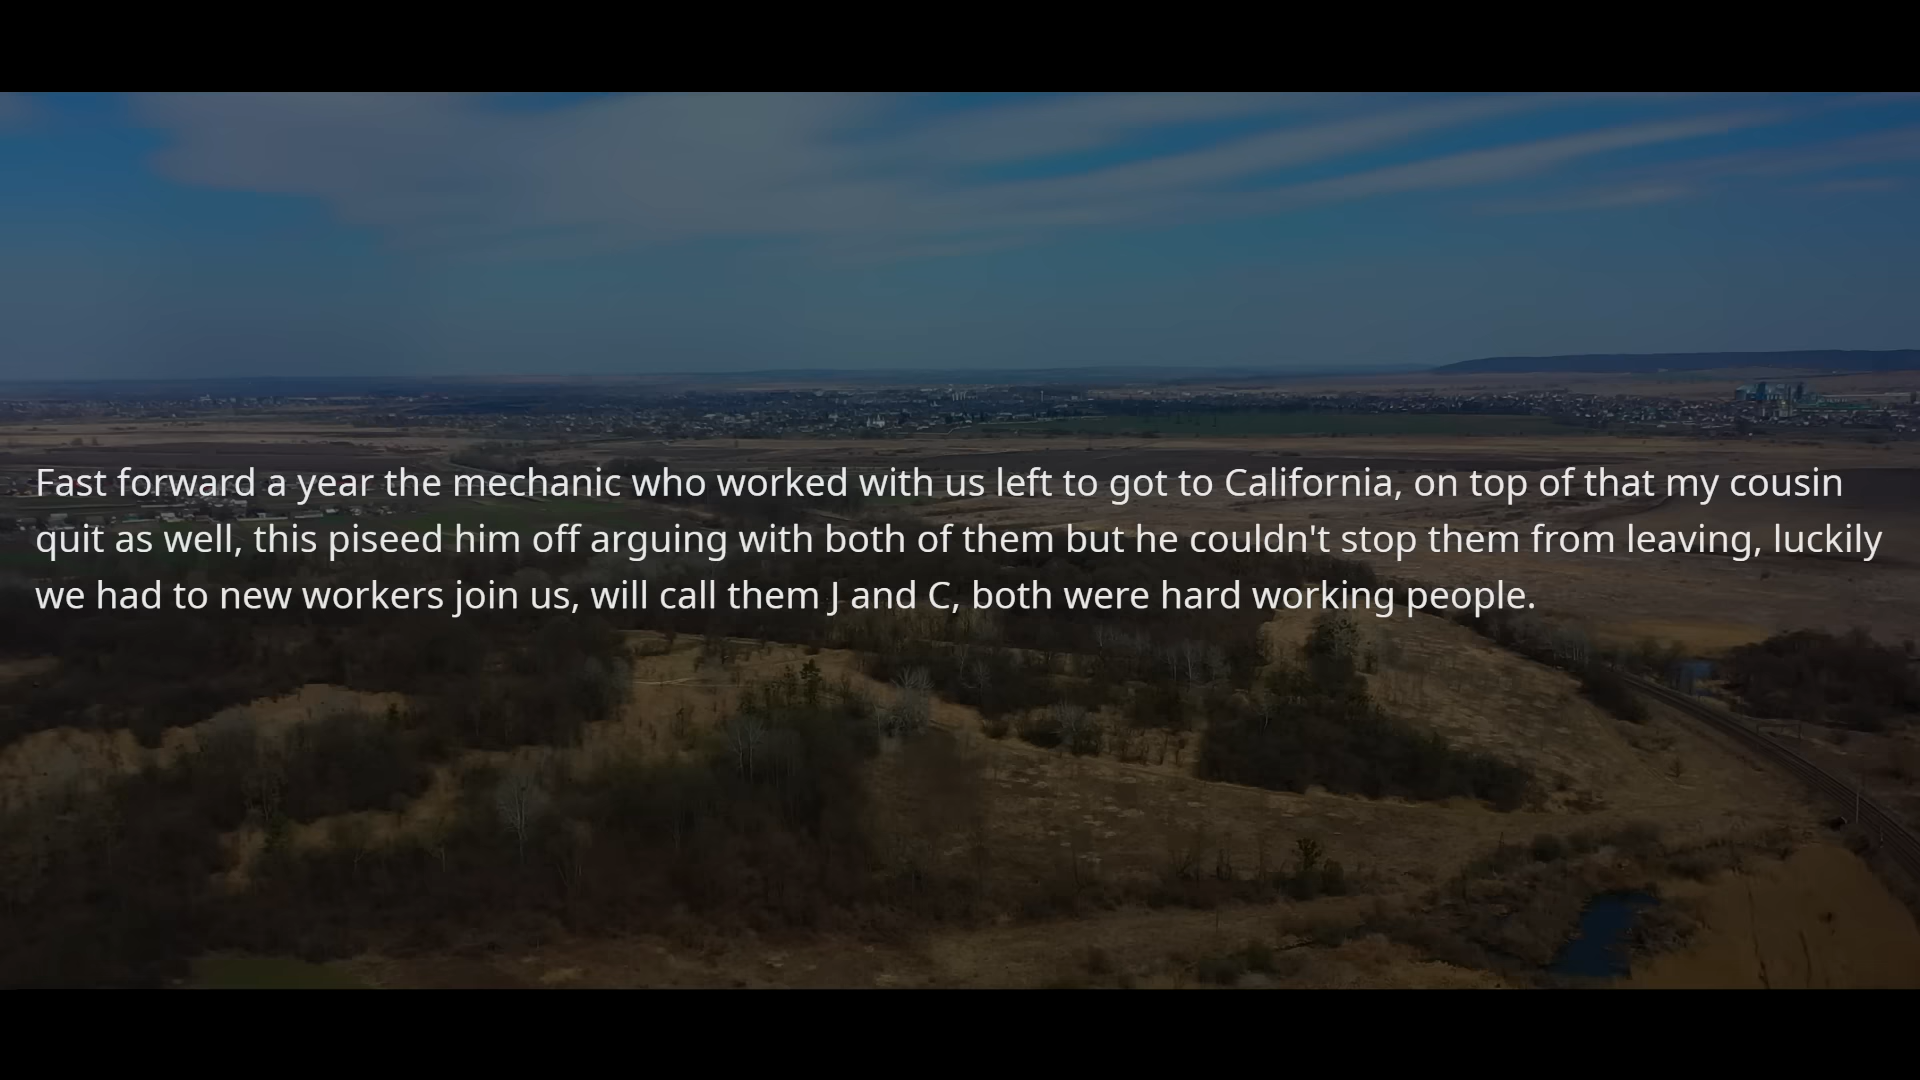 Fast forward a year the mechanic who worked with us left to got to California, on top of that my cousin
quit as well, this piseed him off arguing with both of them but he couldn't stop them from leaving, luckily
we had to new workers join us, will call them J and C, both were hard working people.